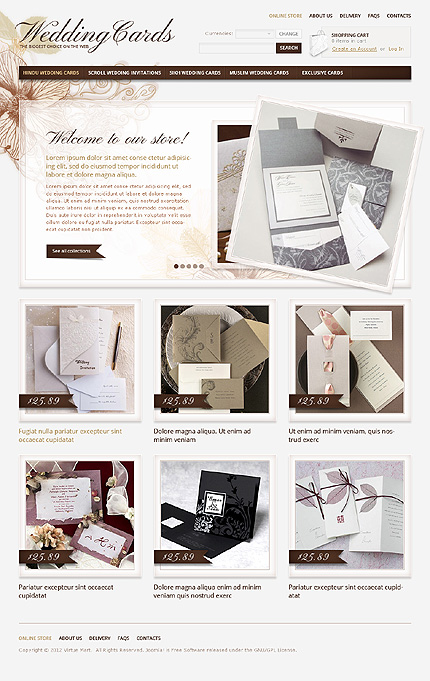 ONLINE STORE ABOUT US DELIVERY FAQS CONTACTS
WeddingCards
THE BIGGEST CHOICE ON THE WEB
Currencies: CHANGE
SEARCH
SHOPPING CART
0 items in cart
Create an Account or Log In
HINDU WEDDING CARDS SCROLL WEDDING INVITATIONS SIKH WEDDING CARDS MUSLIM WEDDING CARDS EXCLUSIVE CARDS
Welcome to our store!
Lorem ipsum dolor sit amet conse ctetur adipisic-
ing elit, sed do eiusmod tempor incididunt ut
labore et dolore aliqua.
Lorem ipsum dolor sit amet, consectetur adipisicing elit, sed
do eiusmod tempor incididunt ut labore et dolore magna
aliqua. Ut enim ad minim veniam, quis nostrud exercitation
ullamco laboris nisi ut aliquip ex ea commodo consequat.
Duis aute irure dolor in reprehenderit in voluptate velit esse
cillum dolore eu fugiat nulla pariatur. Excepteur sint occa-
ecat cupidatat non proident.
See all collections
$25.89
$25.89
$25.89
Fugiat nulla pariatur excepteur sint
occaecat cupidatat
Dolore magna aliqua. Ut enim ad
minim veniam
Ut enim ad minim veniam, quis nos-
trud exerc
$25.89
$25.89
$25.89
Pariatur excepteur sint occaecat
cupidatat
Dolore magna aliqua enim ad minim
veniam quis nostrud exerc
Pariatur excepteur sint occaecat cupid-
atat
ONLINE STORE ABOUT US DELIVERY FAQS CONTACTS
Copyright © 2012 Virtue Mart. All Rights Reserved. Joomla! is Free Software released under the GNU/GPL License.